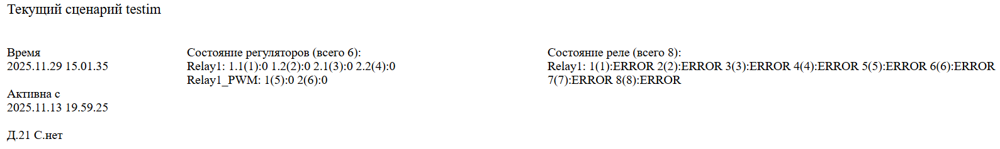 Текущий сценарий testim
Время
2025.11.29 15.01.35
Активна с
2025.11.13 19.59.25
Д.21 С.нет
Состояние регуляторов (всего 6):
Relay1: 1.1(1):0 1.2(2):0 2.1(3):0 2.2(4):0
Relay1_PWM: 1(5):0 2(6):0
Состояние реле (всего 8):
Relay1: 1(1):ERROR 2(2):ERROR 3(3):ERROR 4(4):ERROR 5(5):ERROR 6(6):ERROR
7(7):ERROR 8(8):ERROR